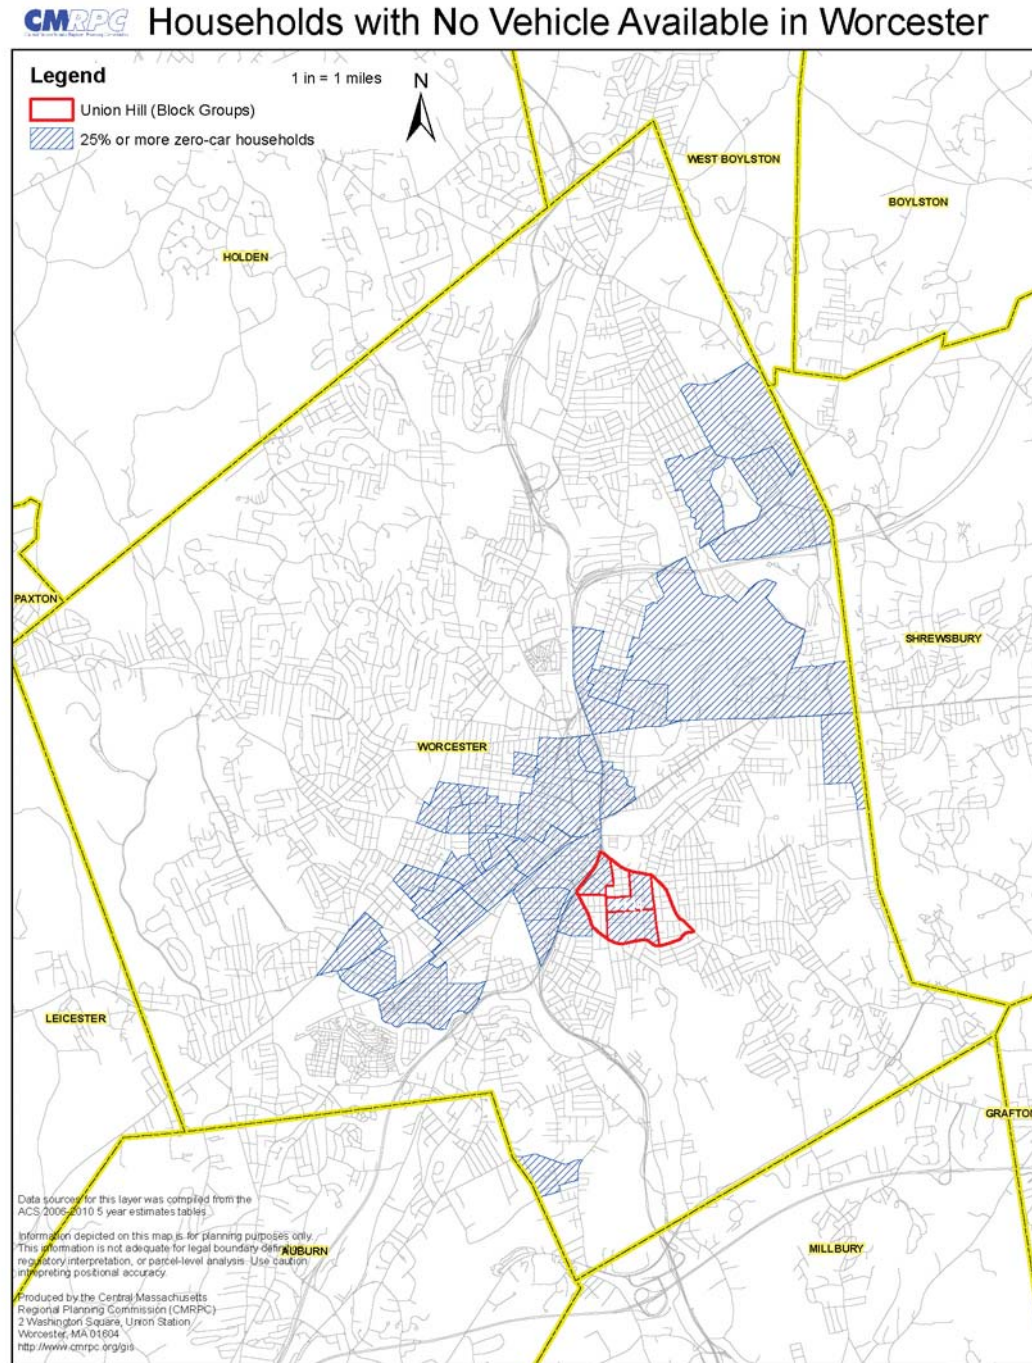 CMRPC
Households with No Vehicle Available in Worcester
Legend
1 in = 1 miles
N
Union Hill (Block Groups)
25% or more zero-car households
WEST BOYLSTON
BOYLSTON
HOLDEN
PAXTON
SHREWSBURY
WORCESTER
LEICESTER
GRAFTON
AUBURN
MILLBURY
Data sources for this layer was compiled from the
ACS 2006-2010 5 year estimates tables.
Information depicted on this map is for planning purposes only.
This information is not adequate for legal boundary definition,
regulatory interpretation, or parcel-level analysis. Use caution
intrepreting positional accuracy.
Produced by the Central Massachusetts
Regional Planning Commission (CMRPC)
2 Washington Square, Union Station
Worcester, MA 01604
http://www.cmrpc.org/gis